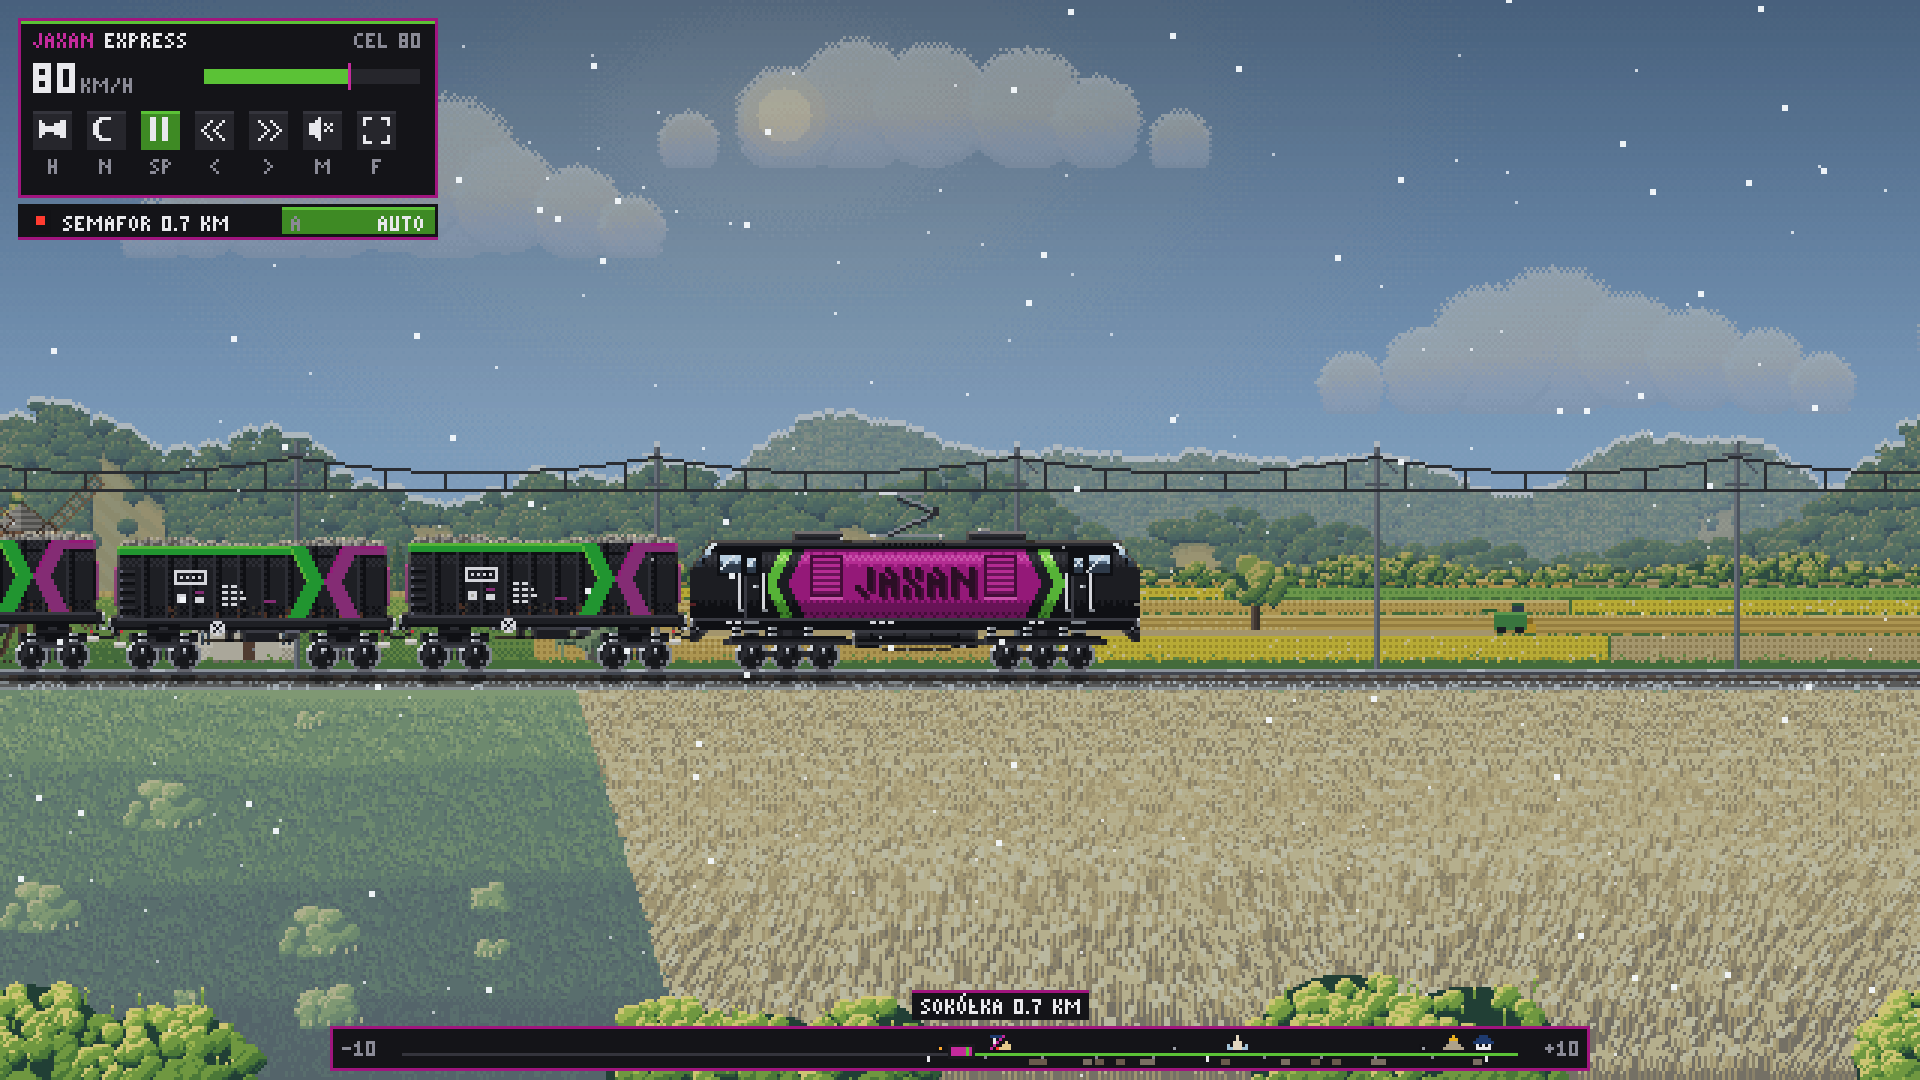 JAXAN EXPRESS CEL 80
80 KM/H
H N SP < > M F
SEMAFOR 0.7 KM A AUTO
JAXAN
SOKÓŁKA 0.7 KM
-10 +10